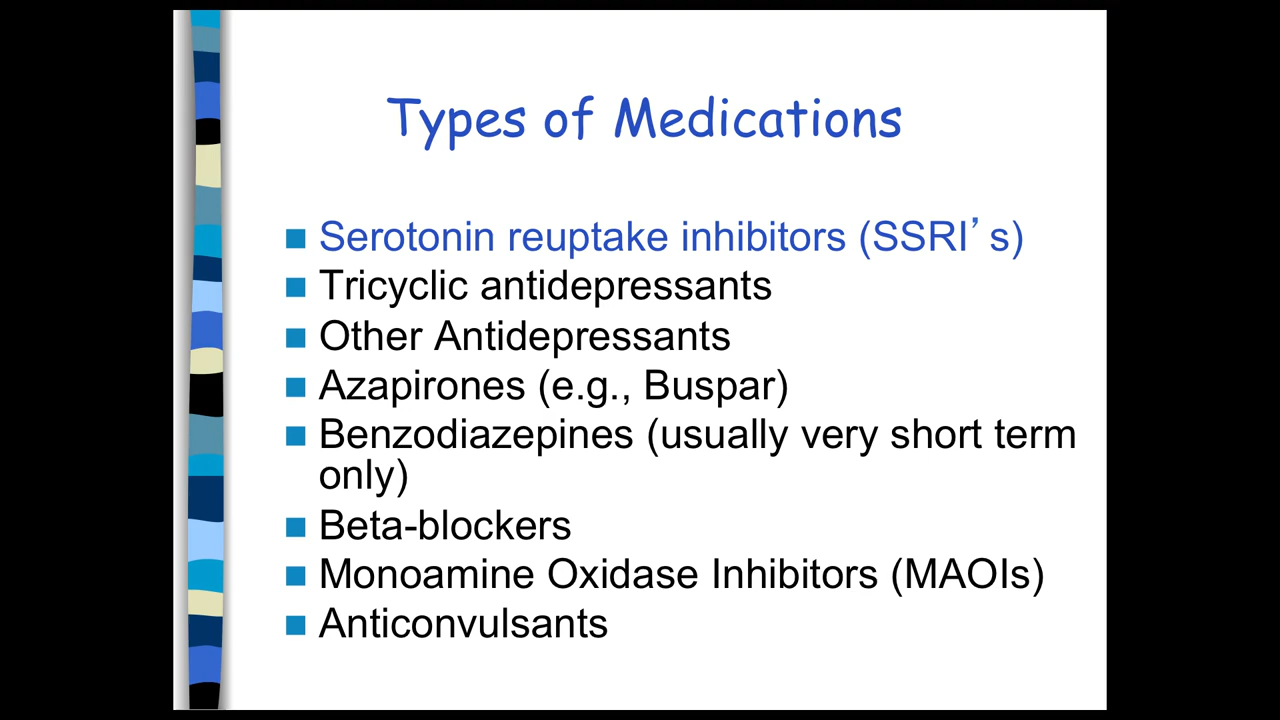 Types of Medications
Serotonin reuptake inhibitors (SSRI’s)
Tricyclic antidepressants
Other Antidepressants
Azapirones (e.g., Buspar)
Benzodiazepines (usually very short term
only)
Beta-blockers
Monoamine Oxidase Inhibitors (MAOIs)
Anticonvulsants